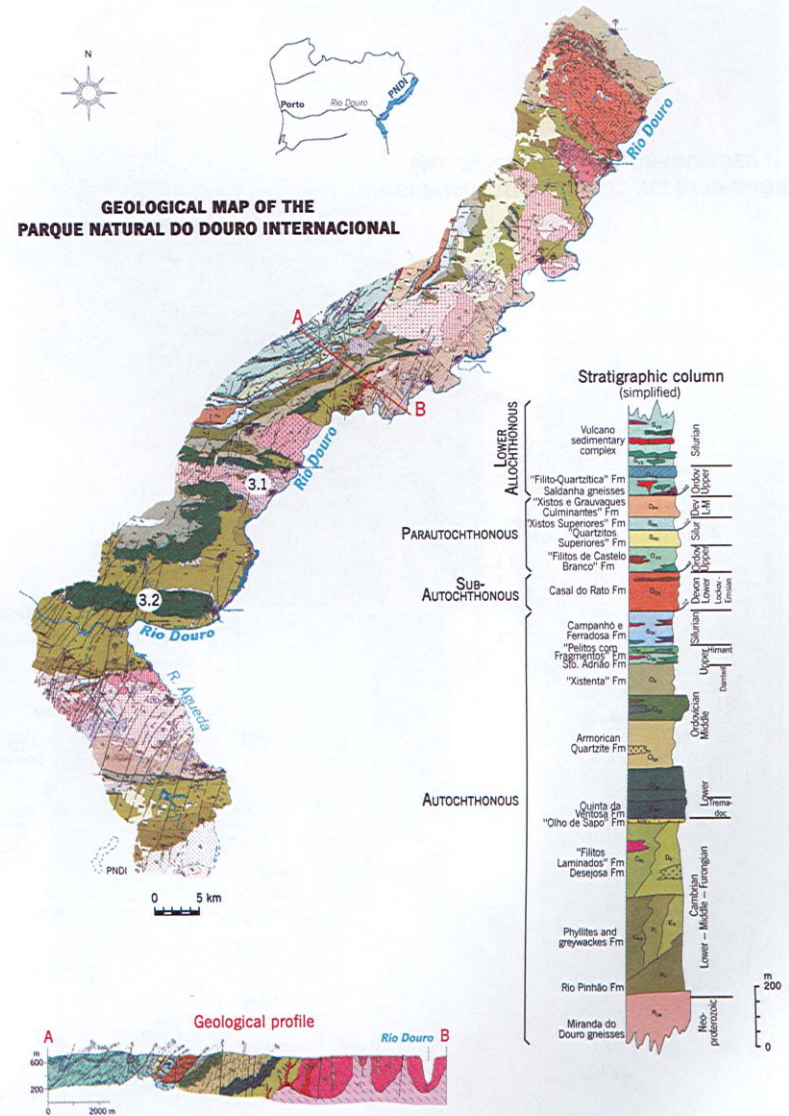 N
Porto
Rio Douro
PNDI
Rio Douro
GEOLOGICAL MAP OF THE
PARQUE NATURAL DO DOURO INTERNACIONAL
A
B
Rio Douro
3.1
3.2
Rio Douro
R. Águeda
PNDI
0 5 km
Stratigraphic column
(simplified)
LOWER
ALLOCHTHONOUS
Vulcano
sedimentary
complex
Silurian
"Filito-Quartzítica" Fm
Saldanha gneisses
Ordov
Upper
PARAUTOCHTHONOUS
"Xistos e Grauvaques
Culminantes" Fm
Dev
L-M
"Xistos Superiores" Fm
"Quartzitos
Superiores" Fm
Silur
"Filitos de Castelo
Branco" Fm
Ordov
Upper
SUB-
AUTOCHTHONOUS
Casal do Rato Fm
Devon
Lower
Lockov -
Emsian
AUTOCHTHONOUS
Campanhó e
Ferradosa Fm
Silurian
"Pelitos com
Fragmentos" Fm
Sto. Adrião Fm
Upper
Hirnant
"Xistenta" Fm
Darriwil
Ordovician
Middle
Armorican
Quartzite Fm
Lower
Quinta da
Ventosa Fm
Trema-
doc
"Olho de Sapo" Fm
"Filitos
Laminados" Fm
Desejosa Fm
Cambrian
Lower – Middle – Furongian
Phyllites and
greywackes Fm
Rio Pinhão Fm
Miranda do
Douro gneisses
Neo-
proterozoic
m
200
0
Geological profile
A
Rio Douro
B
m
600
200
0 2000 m